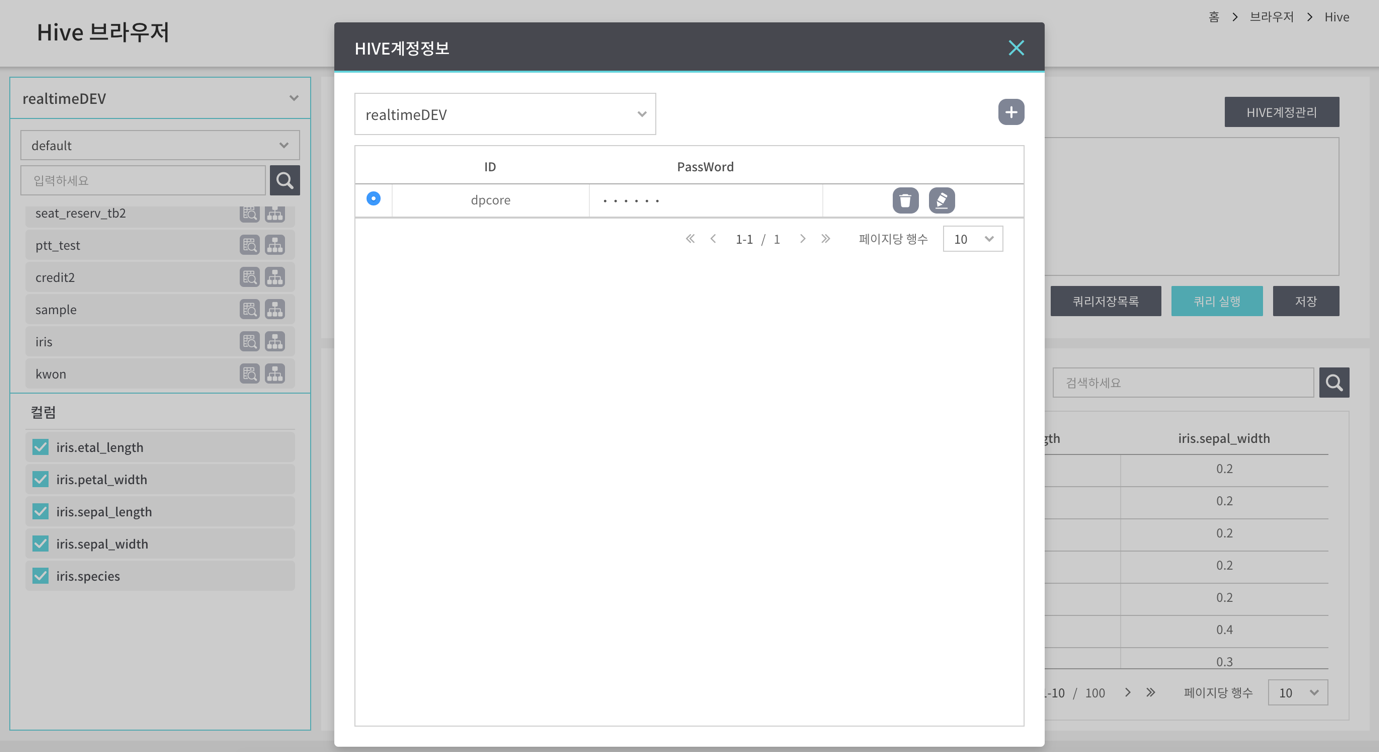 Hive 브라우저
홈 > 브라우저 > Hive
realtimeDEV
default
입력하세요
seat_reserv_tb2
ptt_test
credit2
sample
iris
kwon
컬럼
iris.etal_length
iris.petal_width
iris.sepal_length
iris.sepal_width
iris.species
HIVE계정정보
realtimeDEV
ID PassWord
dpcore ······
1-1 / 1 페이지당 행수 10
HIVE계정관리
쿼리저장목록 쿼리 실행 저장
검색하세요
iris.sepal_width
0.2
0.2
0.2
0.2
0.2
0.4
0.3
-10 / 100 페이지당 행수 10